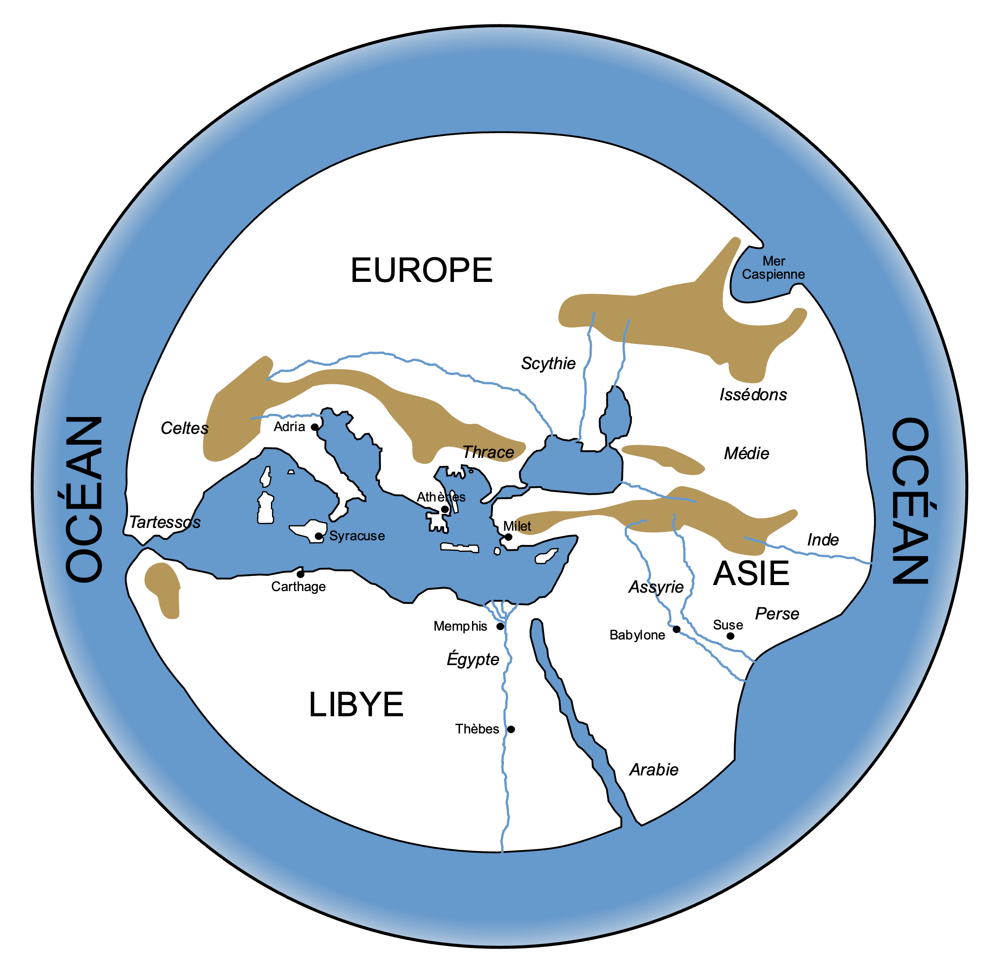 EUROPE
Mer
Caspienne
Scythie
Issédons
Celtes
Adria
Thrace
Médie
OCÉAN
OCÉAN
Athènes
Tartessos
Milet
Syracuse
Inde
ASIE
Carthage
Assyrie
Perse
Memphis
Suse
Babylone
Égypte
LIBYE
Thèbes
Arabie